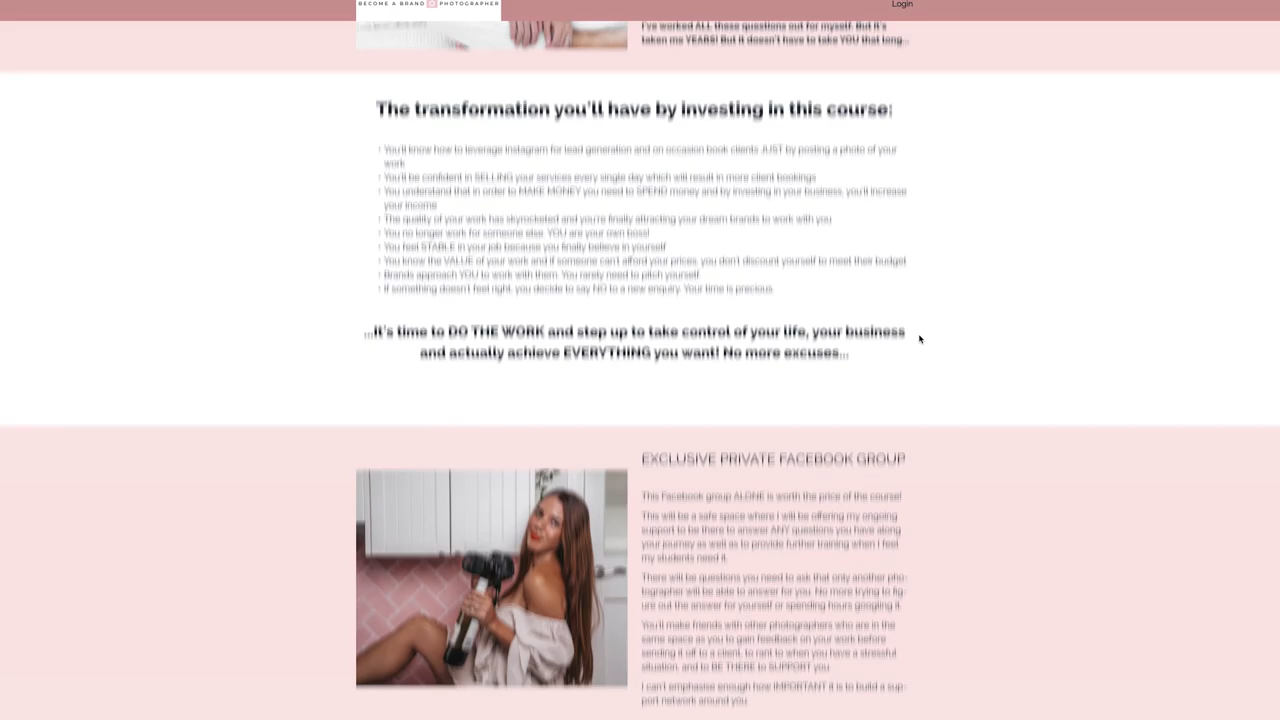 BECOME A BRAND PHOTOGRAPHER
Login
I've worked ALL these questions out for myself. But it's
taken me YEARS! But it doesn't have to take YOU that long...
The transformation you'll have by investing in this course:
You'll know how to leverage Instagram for lead generation and on occasion book clients JUST by posting a photo of your
work
You'll be confident in SELLING your services every single day which will result in more client bookings
You understand that in order to MAKE MONEY you need to SPEND money and by investing in your business, you'll increase
your income
The quality of your work has skyrocketed and you're finally attracting your dream brands to work with you
You no longer work for someone else. YOU are your own boss!
You feel STABLE in your job because you finally believe in yourself
You know the VALUE of your work and if someone can't afford your prices, you don't discount yourself to meet their budget
Brands approach YOU to work with them. You rarely need to pitch yourself
If something doesn't feel right, you decide to say NO to a new enquiry. Your time is precious
...It's time to DO THE WORK and step up to take control of your life, your business
and actually achieve EVERYTHING you want! No more excuses...
EXCLUSIVE PRIVATE FACEBOOK GROUP
This Facebook group ALONE is worth the price of the course!
This will be a safe space where I will be offering my ongoing
support to be there to answer ANY questions you have along
your journey as well as to provide further training when I feel
my students need it.
There will be questions you need to ask that only another pho-
tographer will be able to answer for you. No more trying to fig-
ure out the answer for yourself or spending hours googling it.
You'll make friends with other photographers who are in the
same space as you to gain feedback on your work before
sending it off to a client, to rant to when you have a stressful
situation, and to BE THERE to SUPPORT you
I can't emphasise enough how IMPORTANT it is to build a sup-
port network around you